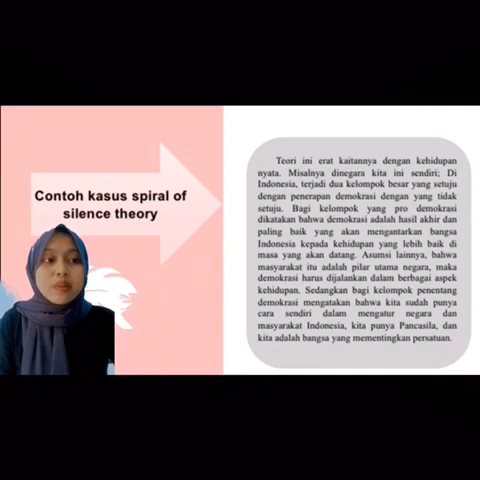 Contoh kasus spiral of
silence theory
Teori ini erat kaitannya dengan kehidupan
nyata. Misalnya dinegara kita ini sendiri; Di
Indonesia, terjadi dua kelompok besar yang setuju
dengan penerapan demokrasi dengan yang tidak
setuju. Bagi kelompok yang pro demokrasi
dikatakan bahwa demokrasi adalah hasil akhir dan
paling baik yang akan mengantarkan bangsa
Indonesia kepada kehidupan yang lebih baik di
masa yang akan datang. Asumsi lainnya, bahwa
masyarakat itu adalah pilar utama negara, maka
demokrasi harus dijalankan dalam berbagai aspek
kehidupan. Sedangkan bagi kelompok penentang
demokrasi mengatakan bahwa kita sudah punya
cara sendiri dalam mengatur negara dan
masyarakat Indonesia, kita punya Pancasila, dan
kita adalah bangsa yang mementingkan persatuan.